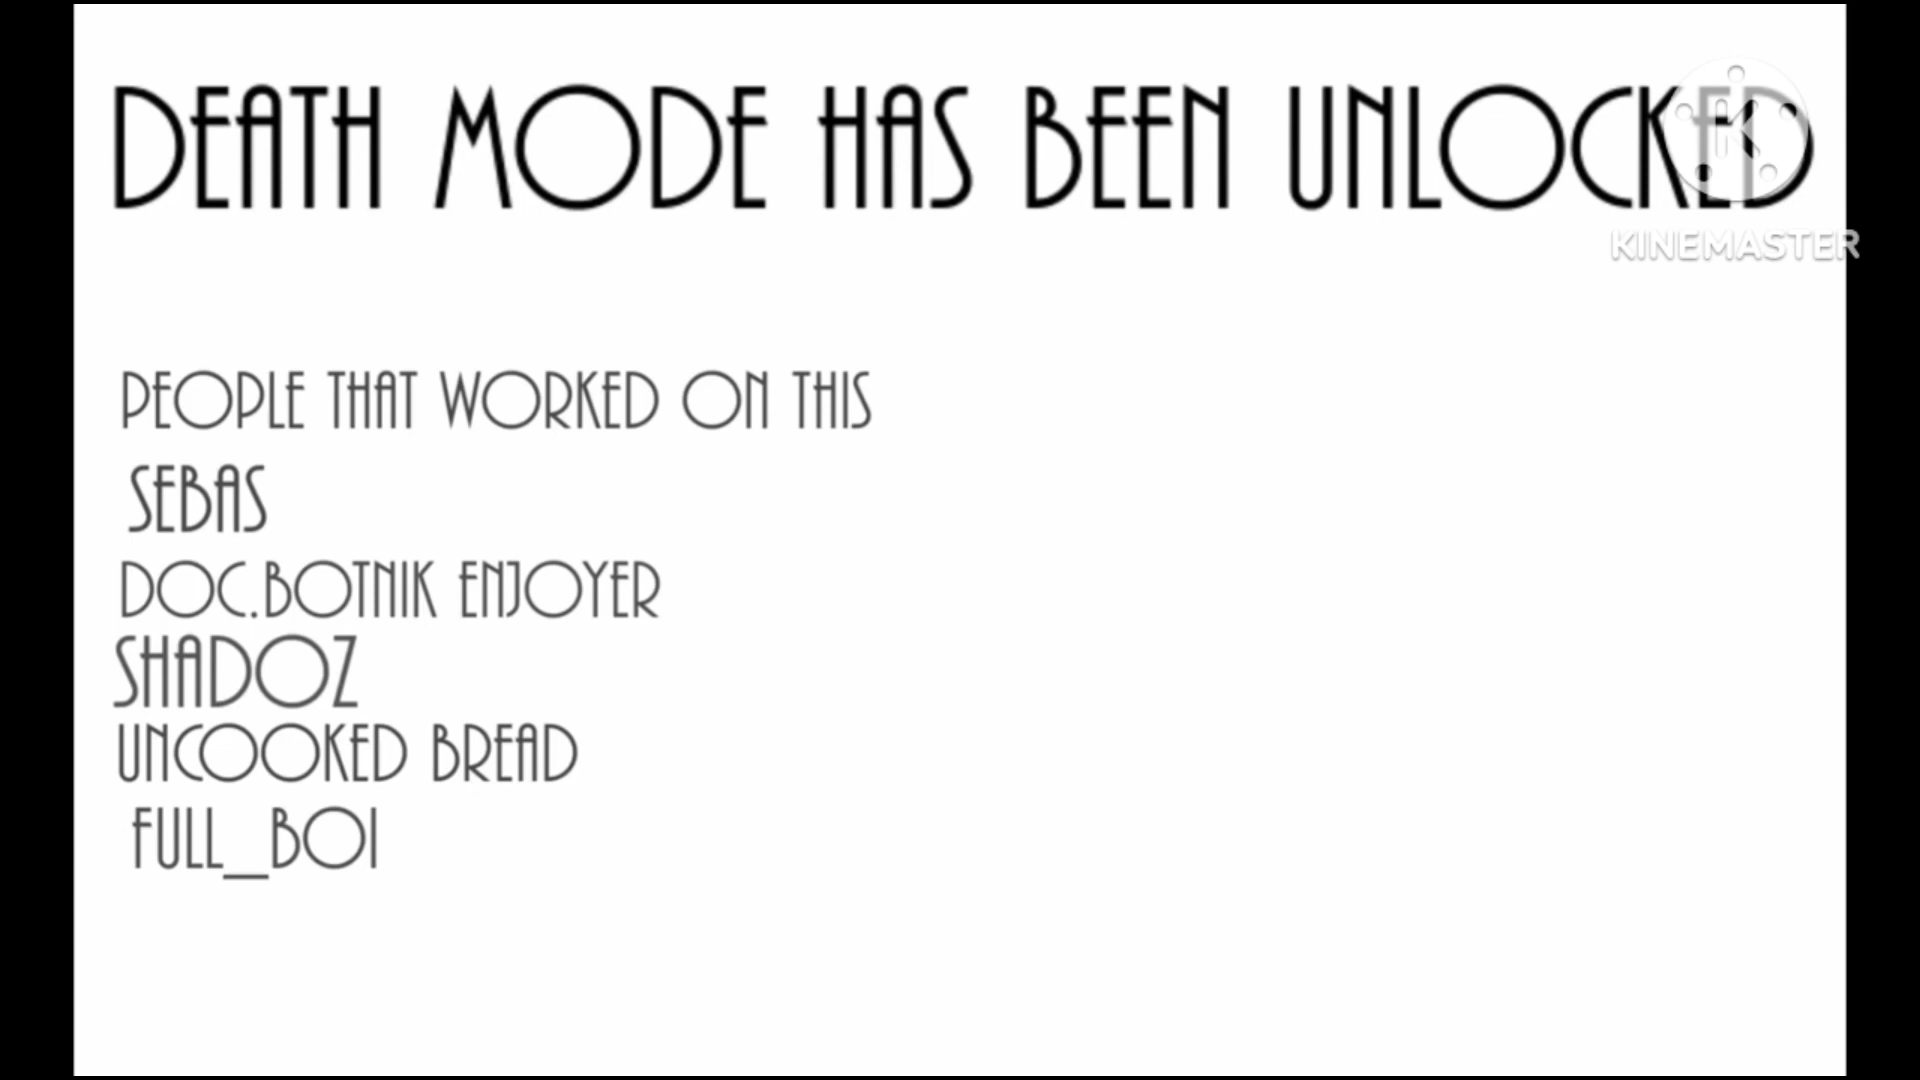 DEATH MODE HAS BEEN UNLOCKED
KINEMASTER
PEOPLE THAT WORKED ON THIS
SEBAS
DOC.BOTNIK ENJOYER
SHADOZ
UNCOOKED BREAD
FULL_BOI